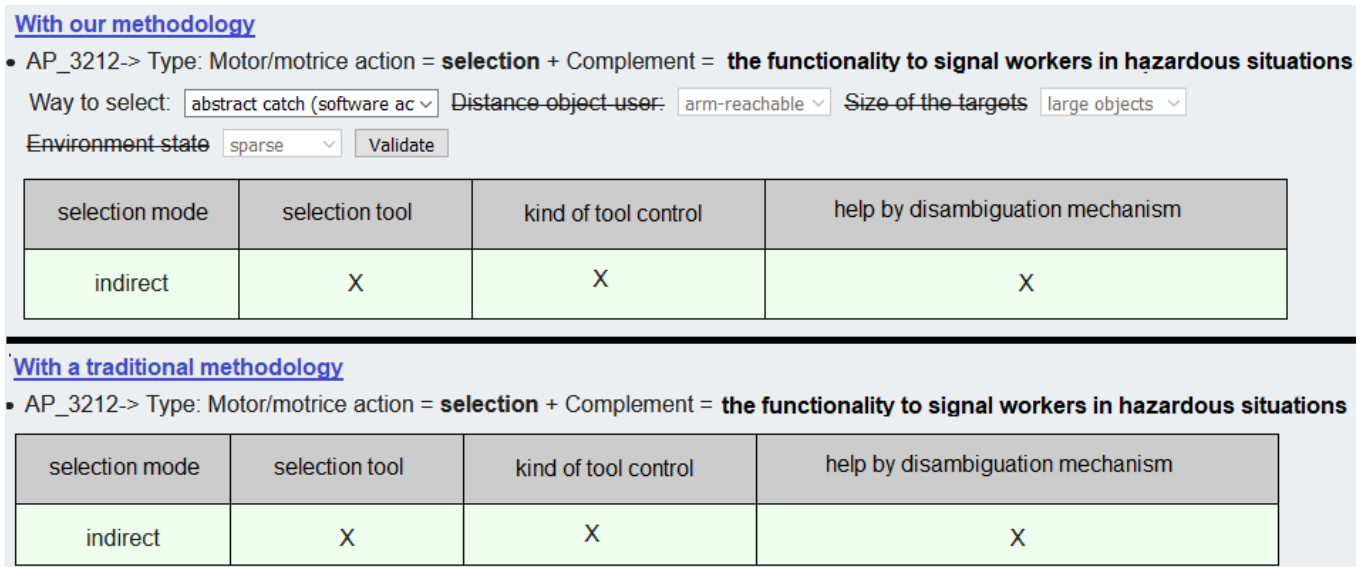 With our methodology
• AP_3212-> Type: Motor/motrice action = selection + Complement = the functionality to signal workers in hazardous situations
Way to select: abstract catch (software ac Distance object-user: arm-reachable Size of the targets large objects
Environment state sparse Validate
selection mode selection tool kind of tool control help by disambiguation mechanism
indirect X X X
With a traditional methodology
• AP_3212-> Type: Motor/motrice action = selection + Complement = the functionality to signal workers in hazardous situations
selection mode selection tool kind of tool control help by disambiguation mechanism
indirect X X X